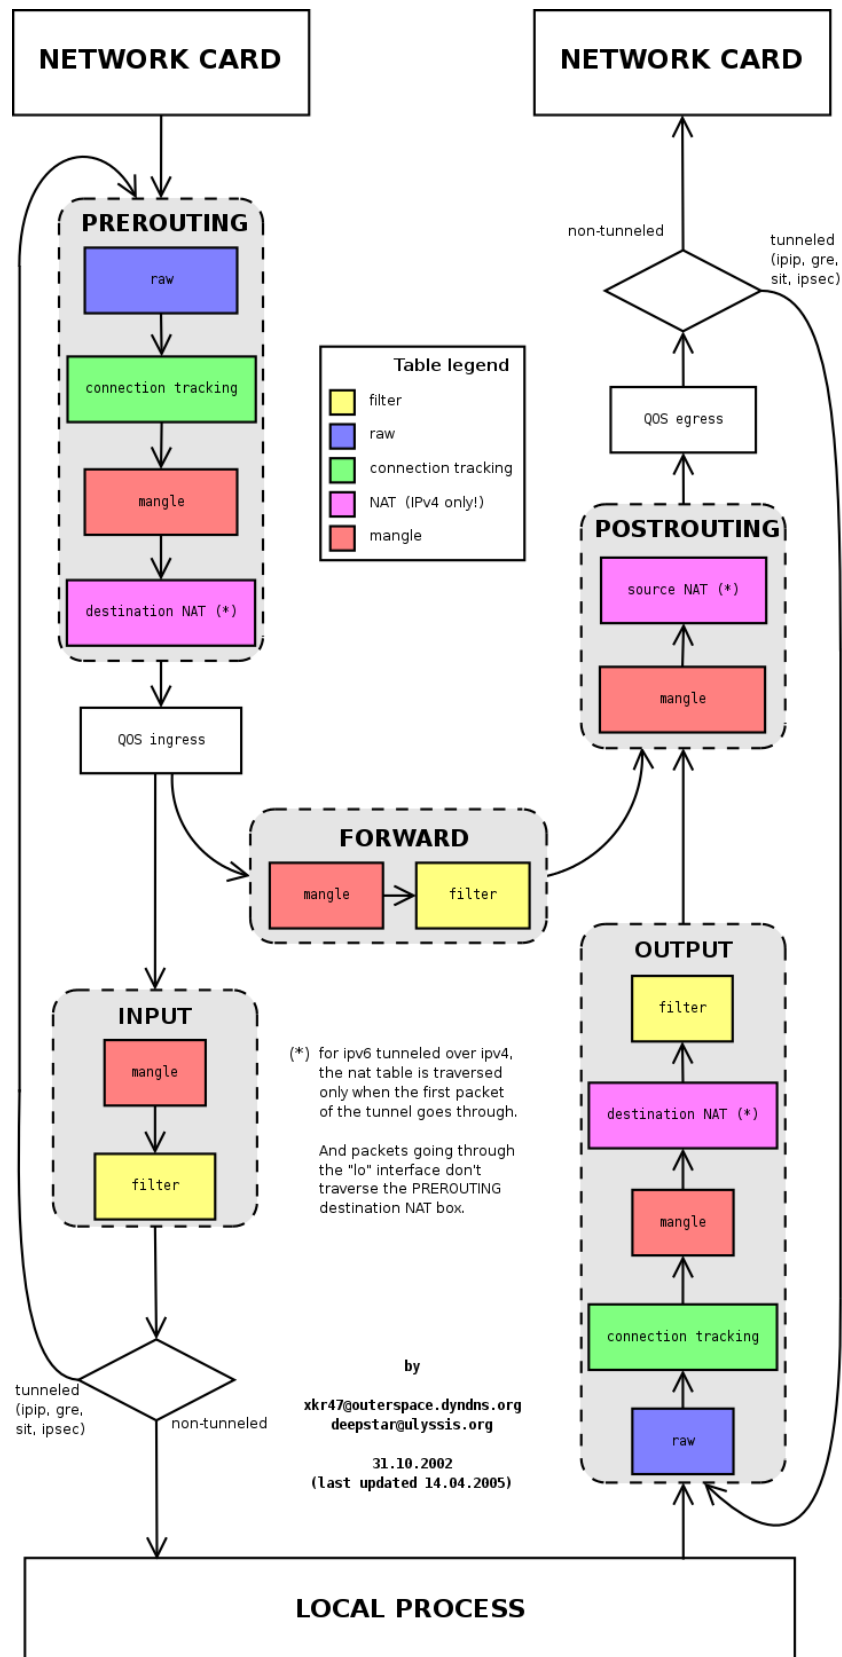 NETWORK CARD
NETWORK CARD
PREROUTING
raw
connection tracking
mangle
destination NAT (*)
QOS ingress
Table legend
filter
raw
connection tracking
NAT  (IPv4 only!)
mangle
non-tunneled
tunneled
(ipip, gre,
sit, ipsec)
QOS egress
POSTROUTING
source NAT (*)
mangle
FORWARD
mangle
filter
INPUT
mangle
filter
(*)  for ipv6 tunneled over ipv4,
the nat table is traversed
only when the first packet
of the tunnel goes through.
And packets going through
the "lo" interface don't
traverse the PREROUTING
destination NAT box.
OUTPUT
filter
destination NAT (*)
mangle
connection tracking
raw
tunneled
(ipip, gre,
sit, ipsec)
non-tunneled
by
xkr47@outerspace.dyndns.org
deepstar@ulyssis.org
31.10.2002
(last updated 14.04.2005)
LOCAL PROCESS